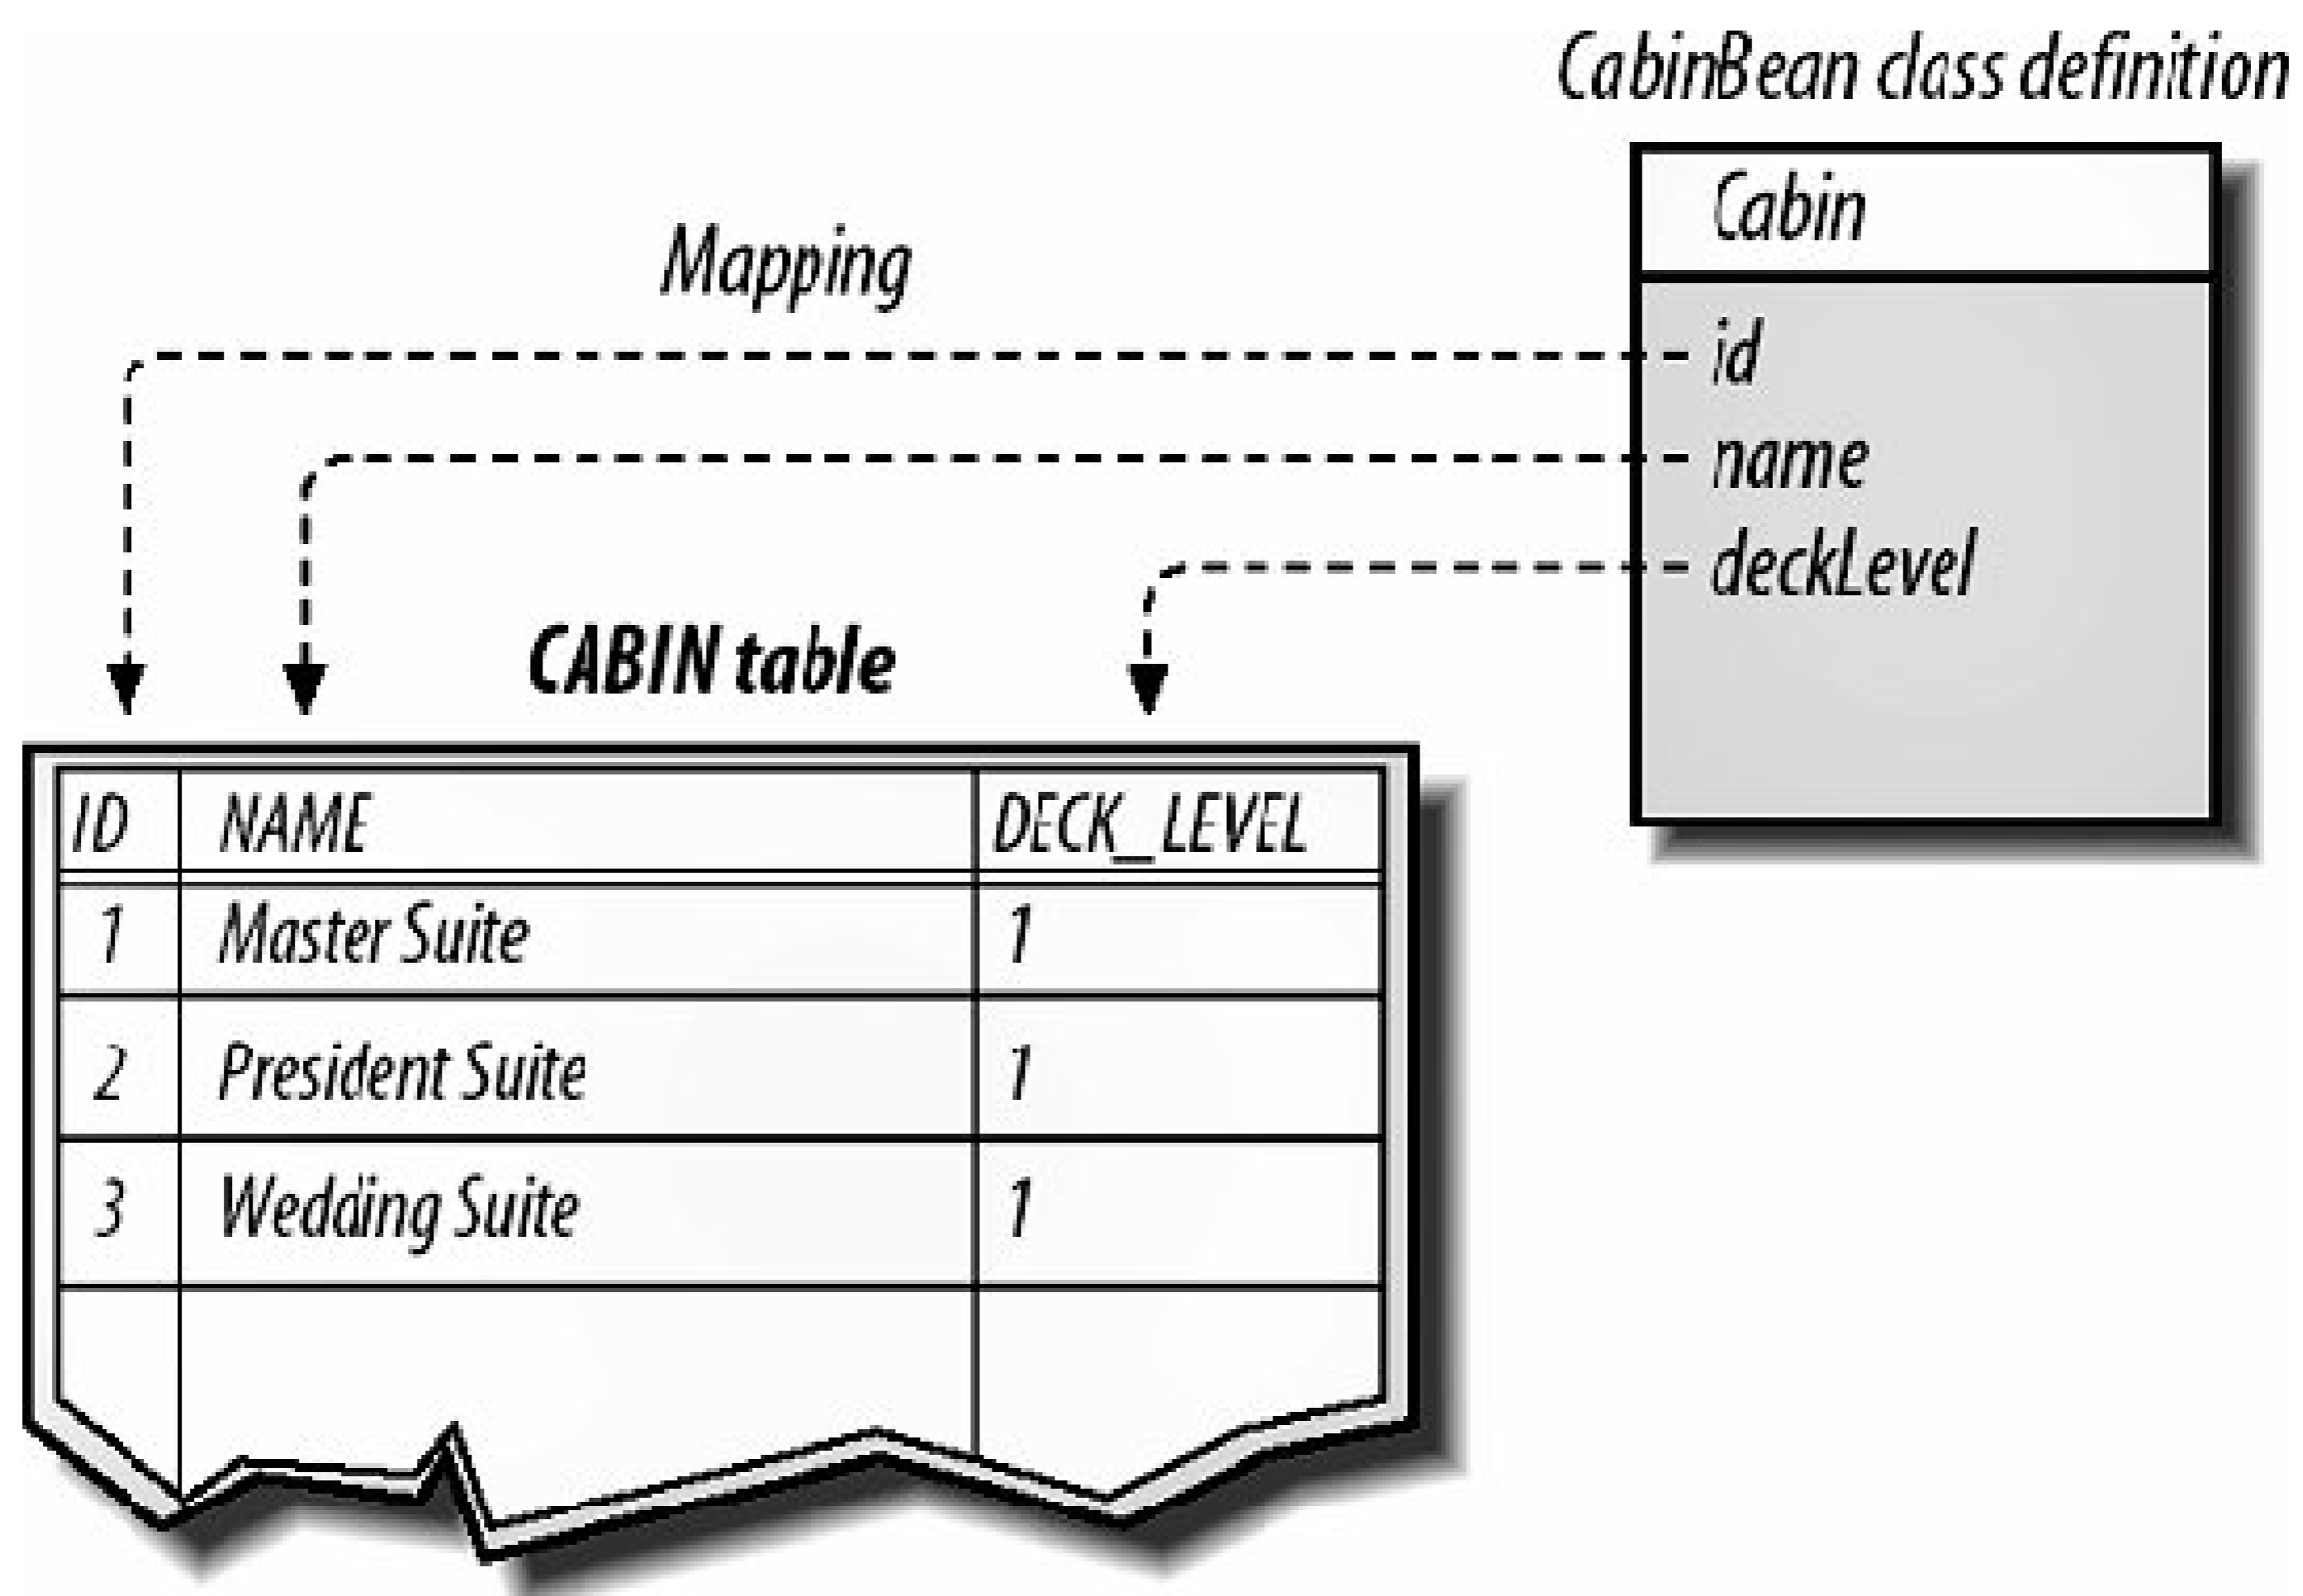 CabinBean class definition
Cabin
Mapping
id
name
deckLevel
CABIN table
ID NAME DECK_LEVEL
1 Master Suite 1
2 President Suite 1
3 Wedding Suite 1